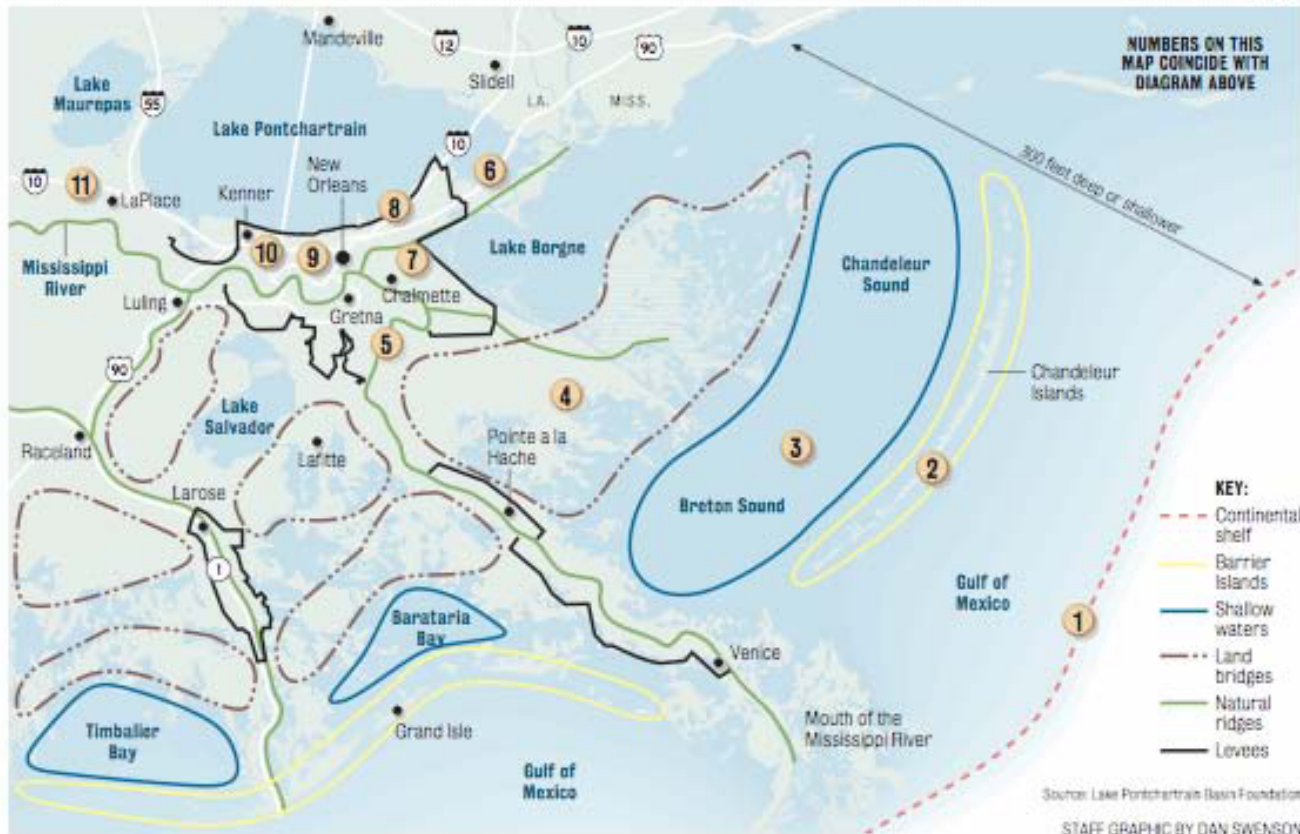 NUMBERS ON THIS
MAP COINCIDE WITH
DIAGRAM ABOVE
Mandeville
12
10
90
Slidell
LA.
MISS.
Lake
Maurepas
55
Lake Pontchartrain
10
6
300 feet deep or shallower
10
11
LaPlace
Kenner
New
Orleans
8
10
9
7
Lake Borgne
Chandeleur
Sound
Mississippi
River
Luling
Gretna
Chalmette
5
90
4
Chandeleur
Islands
Lake
Salvador
Raceland
Lafitte
Pointe a la
Hache
3
2
Larose
Breton Sound
1
Gulf of
Mexico
1
KEY:
Continental
shelf
Barrier
Islands
Shallow
waters
Land
bridges
Natural
ridges
Levees
Barataria
Bay
Venice
Timbalier
Bay
Grand Isle
Mouth of the
Mississippi River
Gulf of
Mexico
Source: Lake Pontchartrain Basin Foundation
STAFF GRAPHIC BY DAN SWENSON